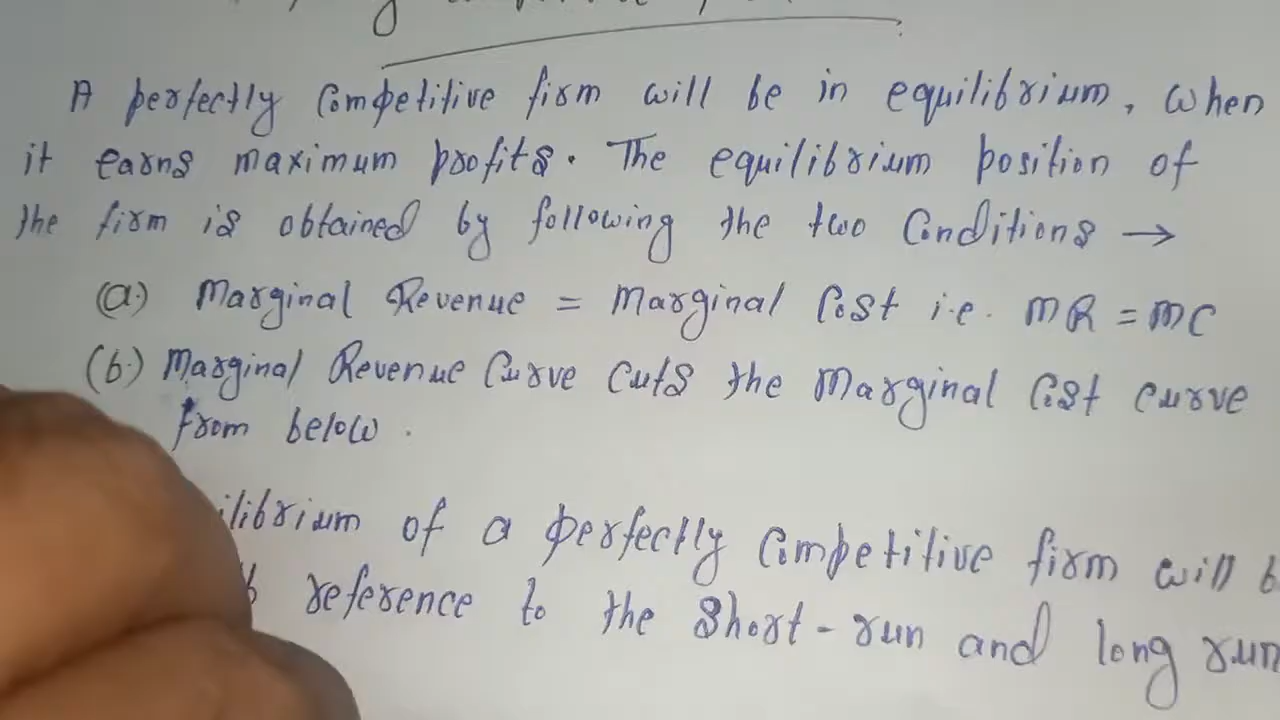 A perfectly Competitive firm will be in equilibrium, when
it earns maximum profits. The equilibrium position of
the firm is obtained by following the two Conditions →
(a.) Marginal Revenue = Marginal Cost i.e. MR = MC
(b.) Marginal Revenue Curve Cuts the Marginal Cost Curve
from below.
ilibrium of a perfectly Competitive firm will b
reference to the Short-run and long run